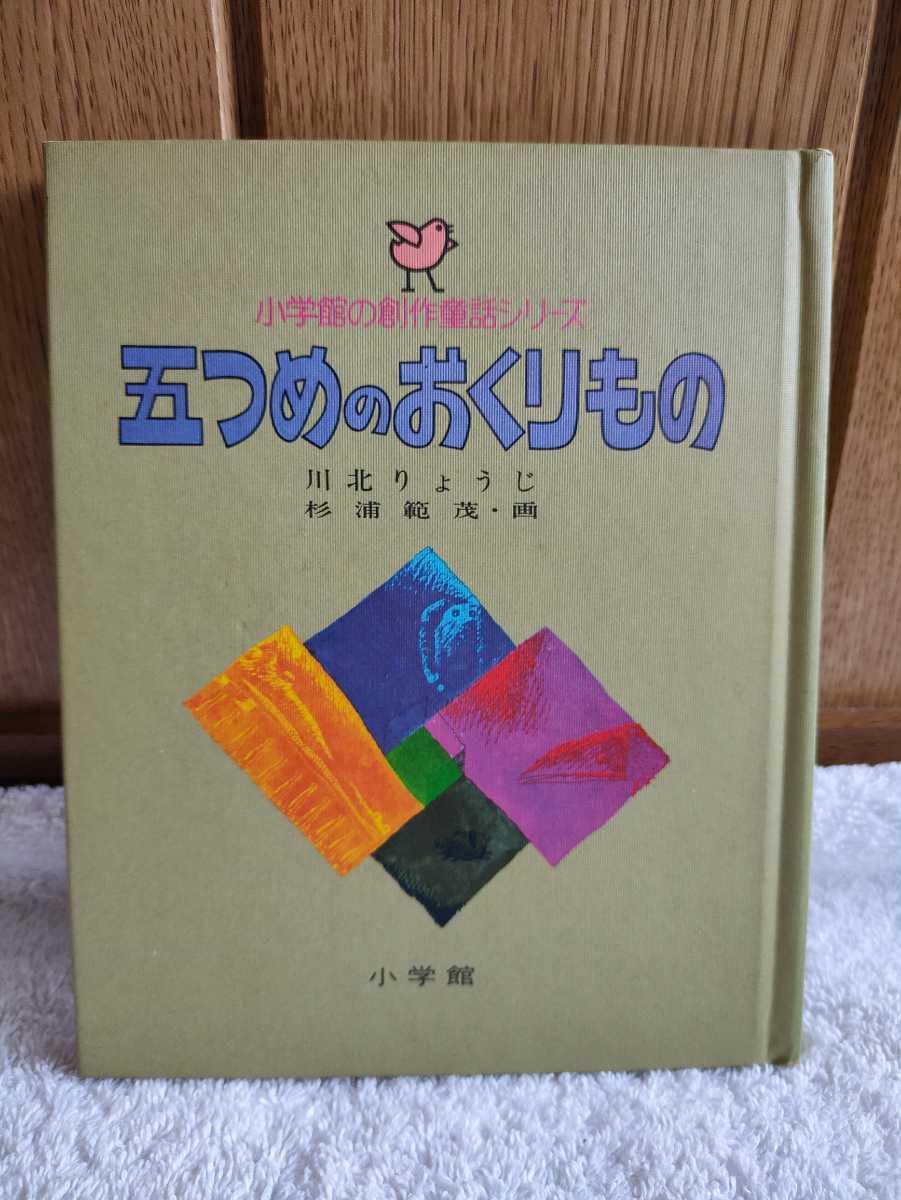 小学館の創作童話シリーズ
五つめのおくりもの
川北りょうじ
杉浦範茂・画
小学館